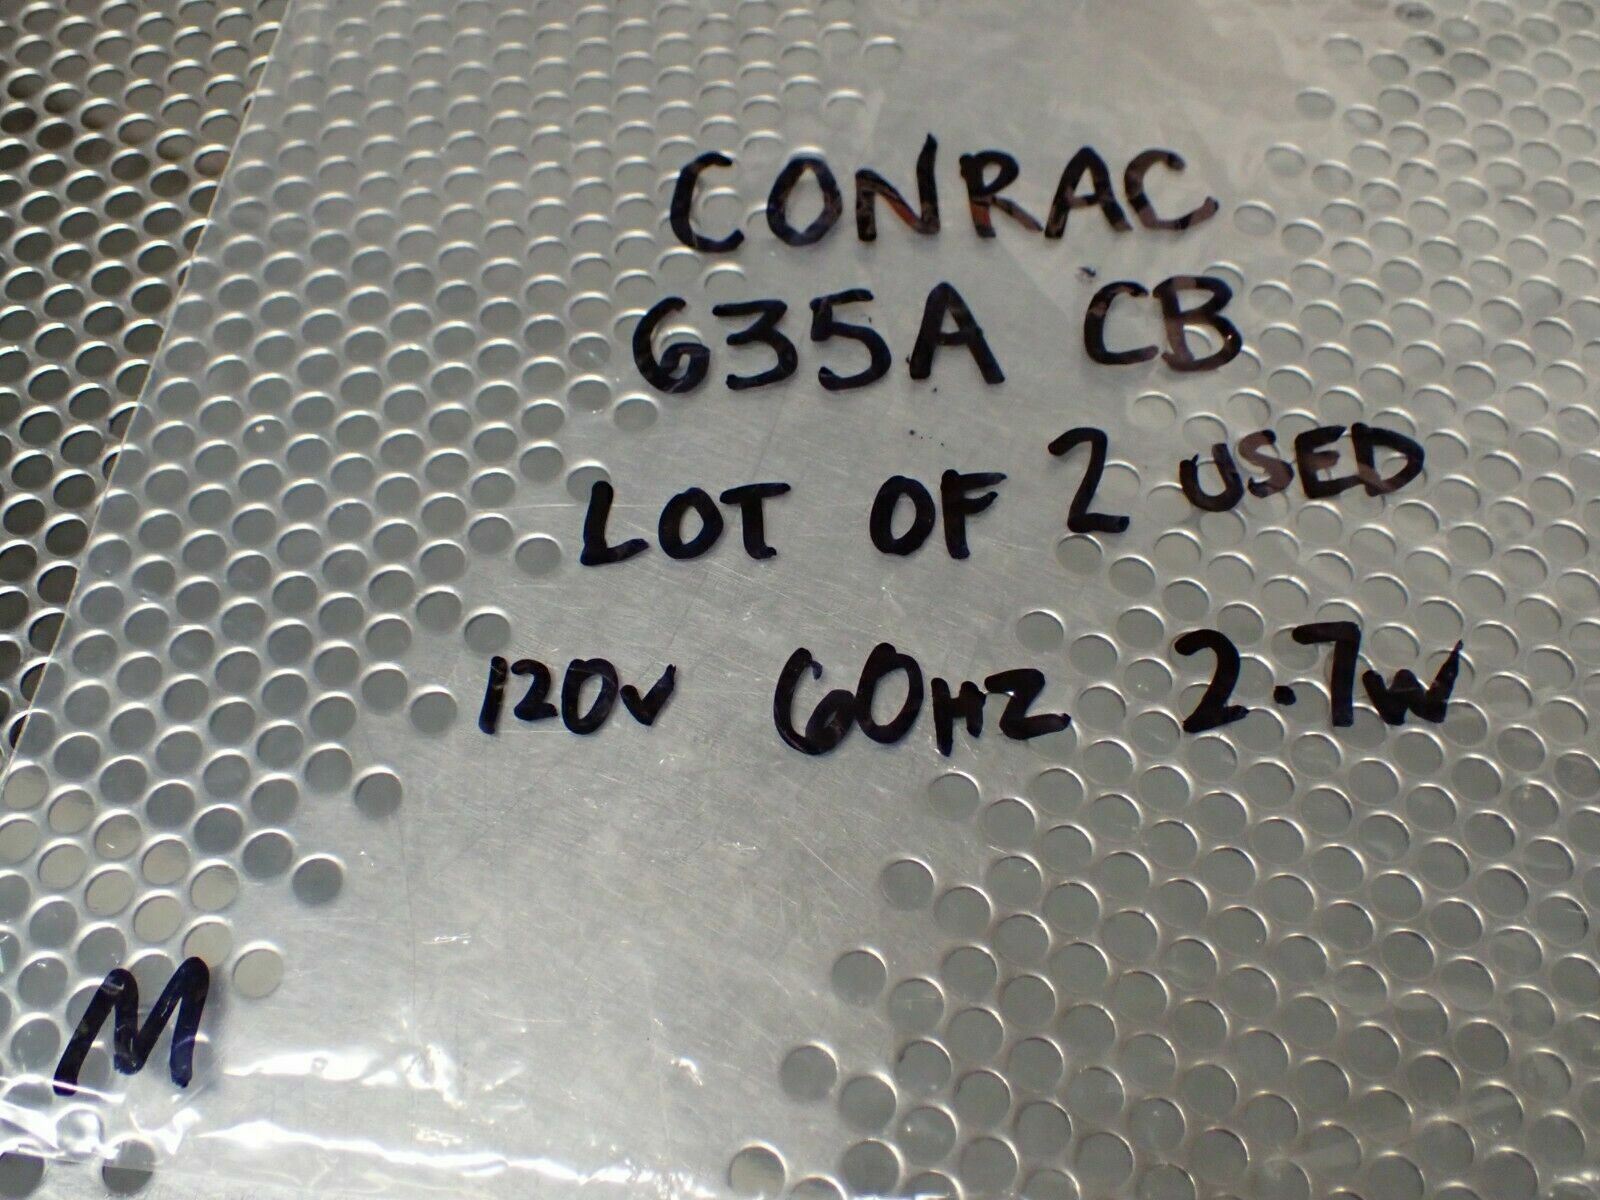 CONRAC
635A CB
LOT OF 2 USED
120V 60HZ 2.7W
M